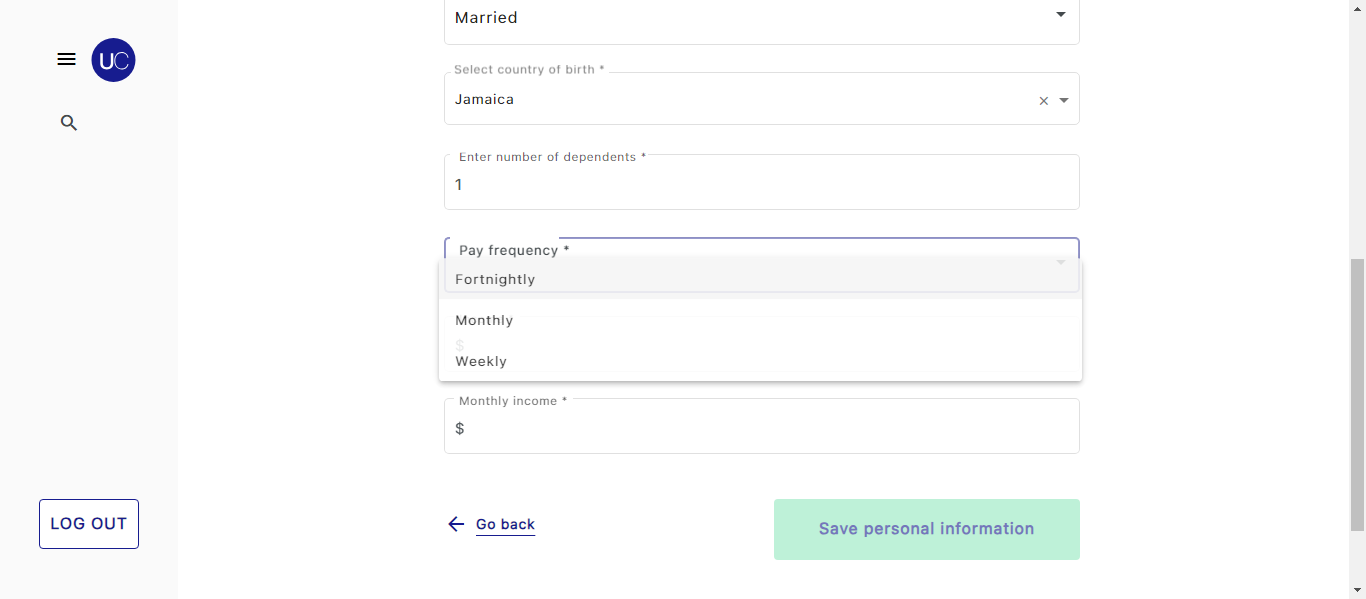 UC
Married
Select country of birth *
Jamaica
Enter number of dependents *
1
Pay frequency *
Fortnightly
Monthly
$
Weekly
Monthly income *
$
LOG OUT
Go back
Save personal information